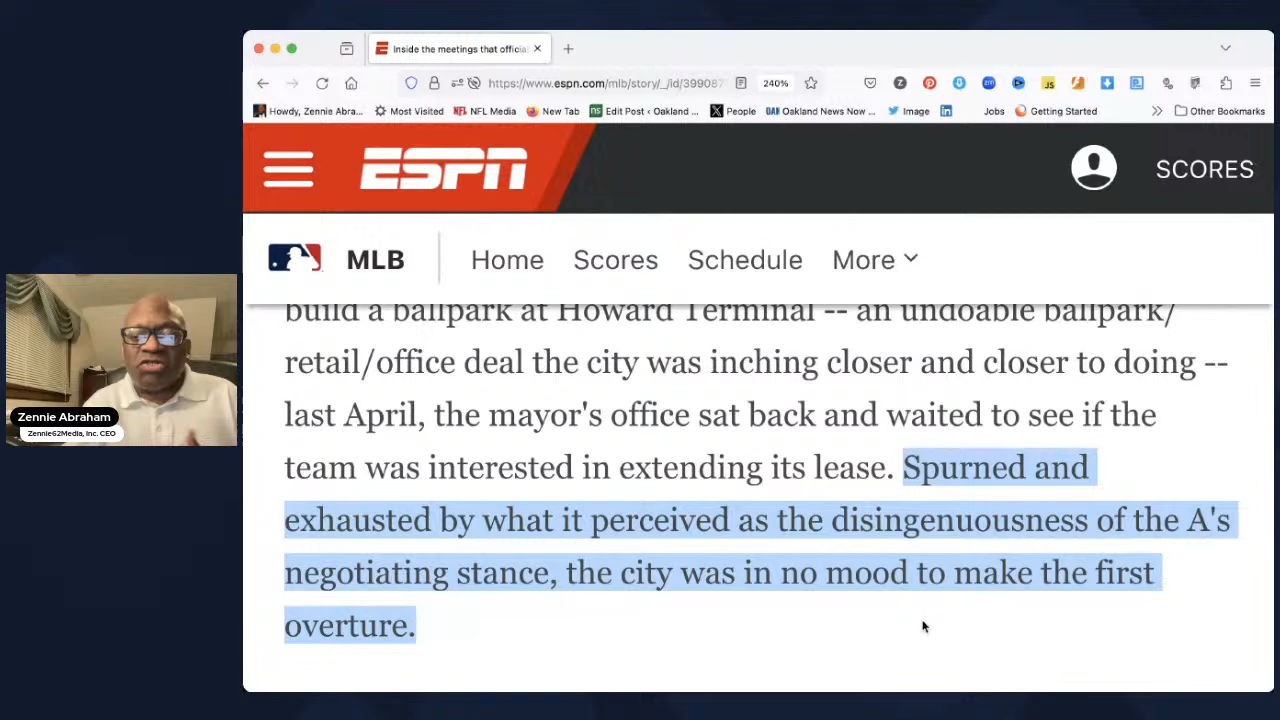 Inside the meetings that officia
https://www.espn.com/mlb/story/_/id/39908
240%
Howdy, Zennie Abra...
Most Visited
NFL Media
New Tab
Edit Post ‹ Oakland ...
People
Oakland News Now ...
Image
Jobs
Getting Started
Other Bookmarks
ESPN
SCORES
MLB
Home
Scores
Schedule
More
build a ballpark at Howard Terminal -- an undoable ballpark/
retail/office deal the city was inching closer and closer to doing --
last April, the mayor's office sat back and waited to see if the
team was interested in extending its lease. Spurned and
exhausted by what it perceived as the disingenuousness of the A's
negotiating stance, the city was in no mood to make the first
overture.
Zennie Abraham
Zennie62Media, Inc. CEO